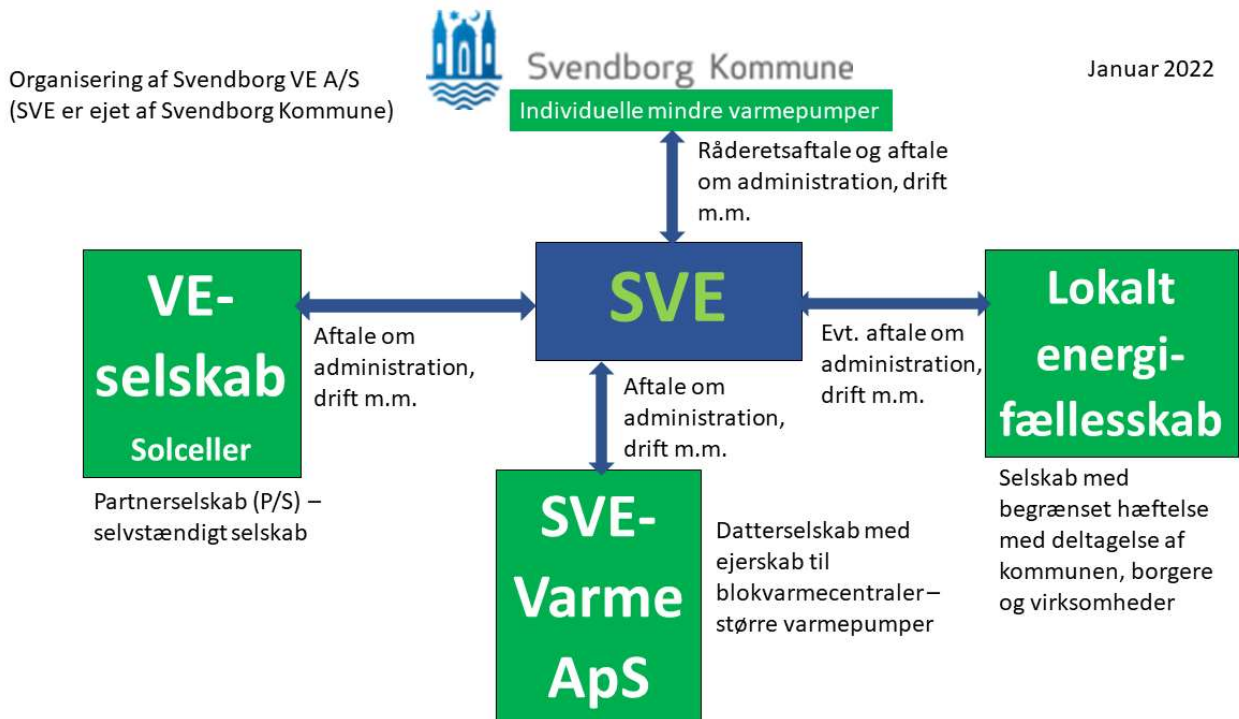 Organisering af Svendborg VE A/S
(SVE er ejet af Svendborg Kommune)
Svendborg Kommune
Januar 2022
Individuelle mindre varmepumper
Råderetsaftale og aftale
om administration, drift
m.m.
VE-
selskab
Solceller
Aftale om
administration,
drift m.m.
SVE
Evt. aftale om
administration,
drift m.m.
Lokalt
energi-
fællesskab
Partnerselskab (P/S) –
selvstændigt selskab
Aftale om
administration,
drift m.m.
SVE-
Varme
ApS
Datterselskab med
ejerskab til
blokvarmecentraler –
større varmepumper
Selskab med
begrænset hæftelse
med deltagelse af
kommunen, borgere
og virksomheder